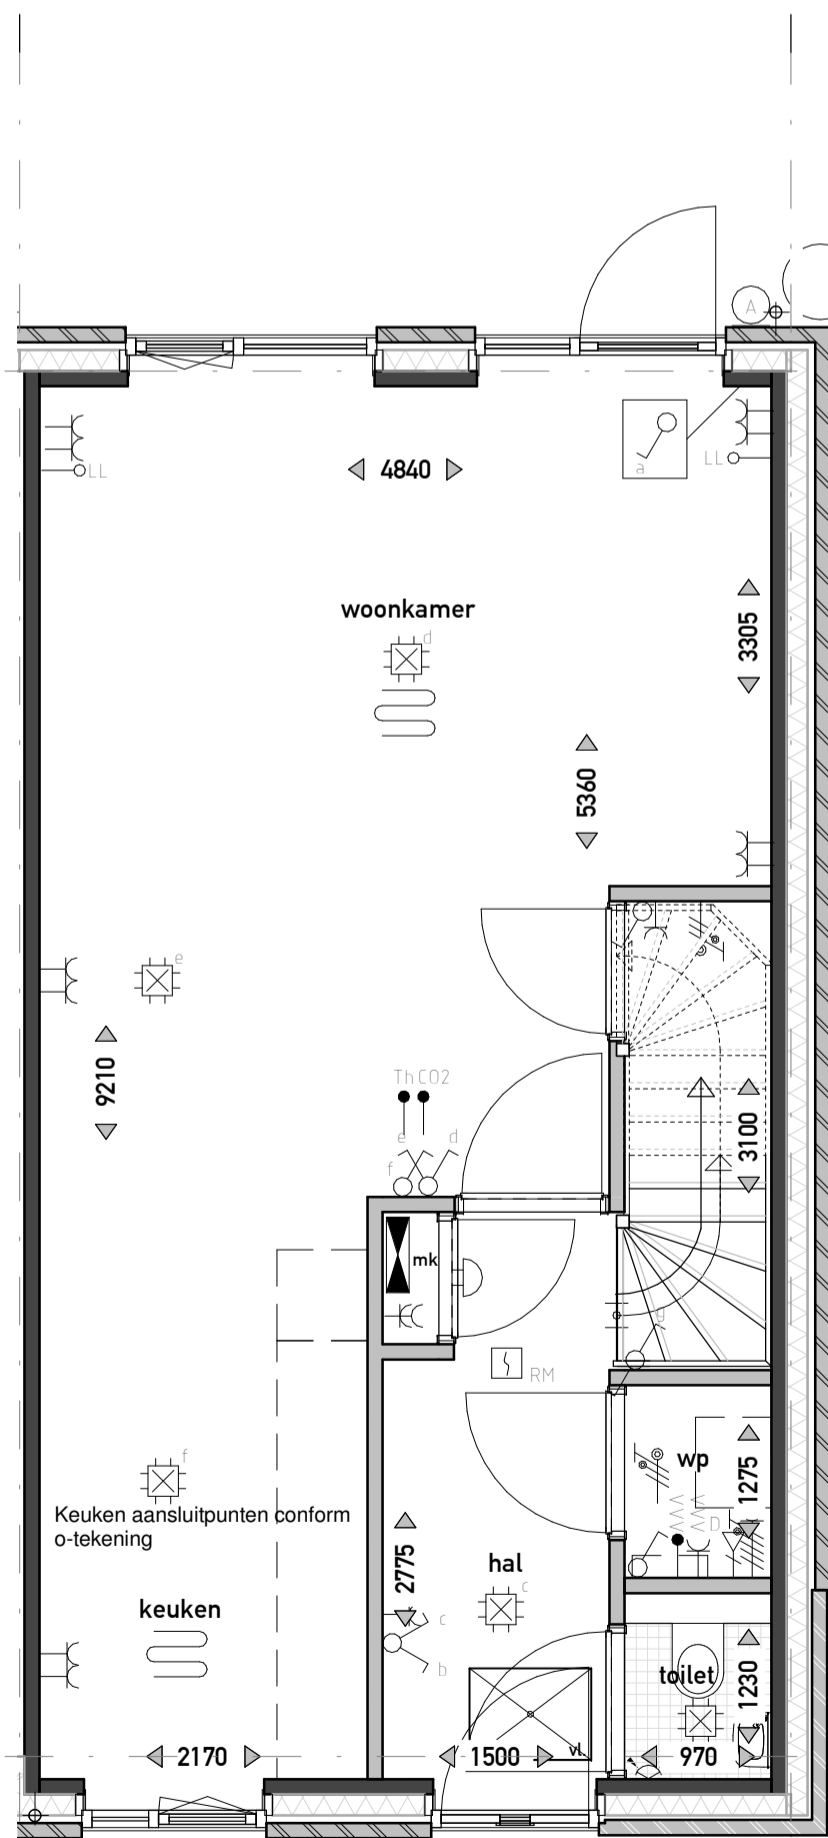 A
4840
a
LL
LL
woonkamer
d
3305
5360
e
9210
Th CO2
e
d
f
3100
mk
g
RM
f
wp
1275
Keuken aansluitpunten conform
o-tekening
D
2775
hal
c
keuken
c
b
toilet
1230
2170
1500
vl.
970